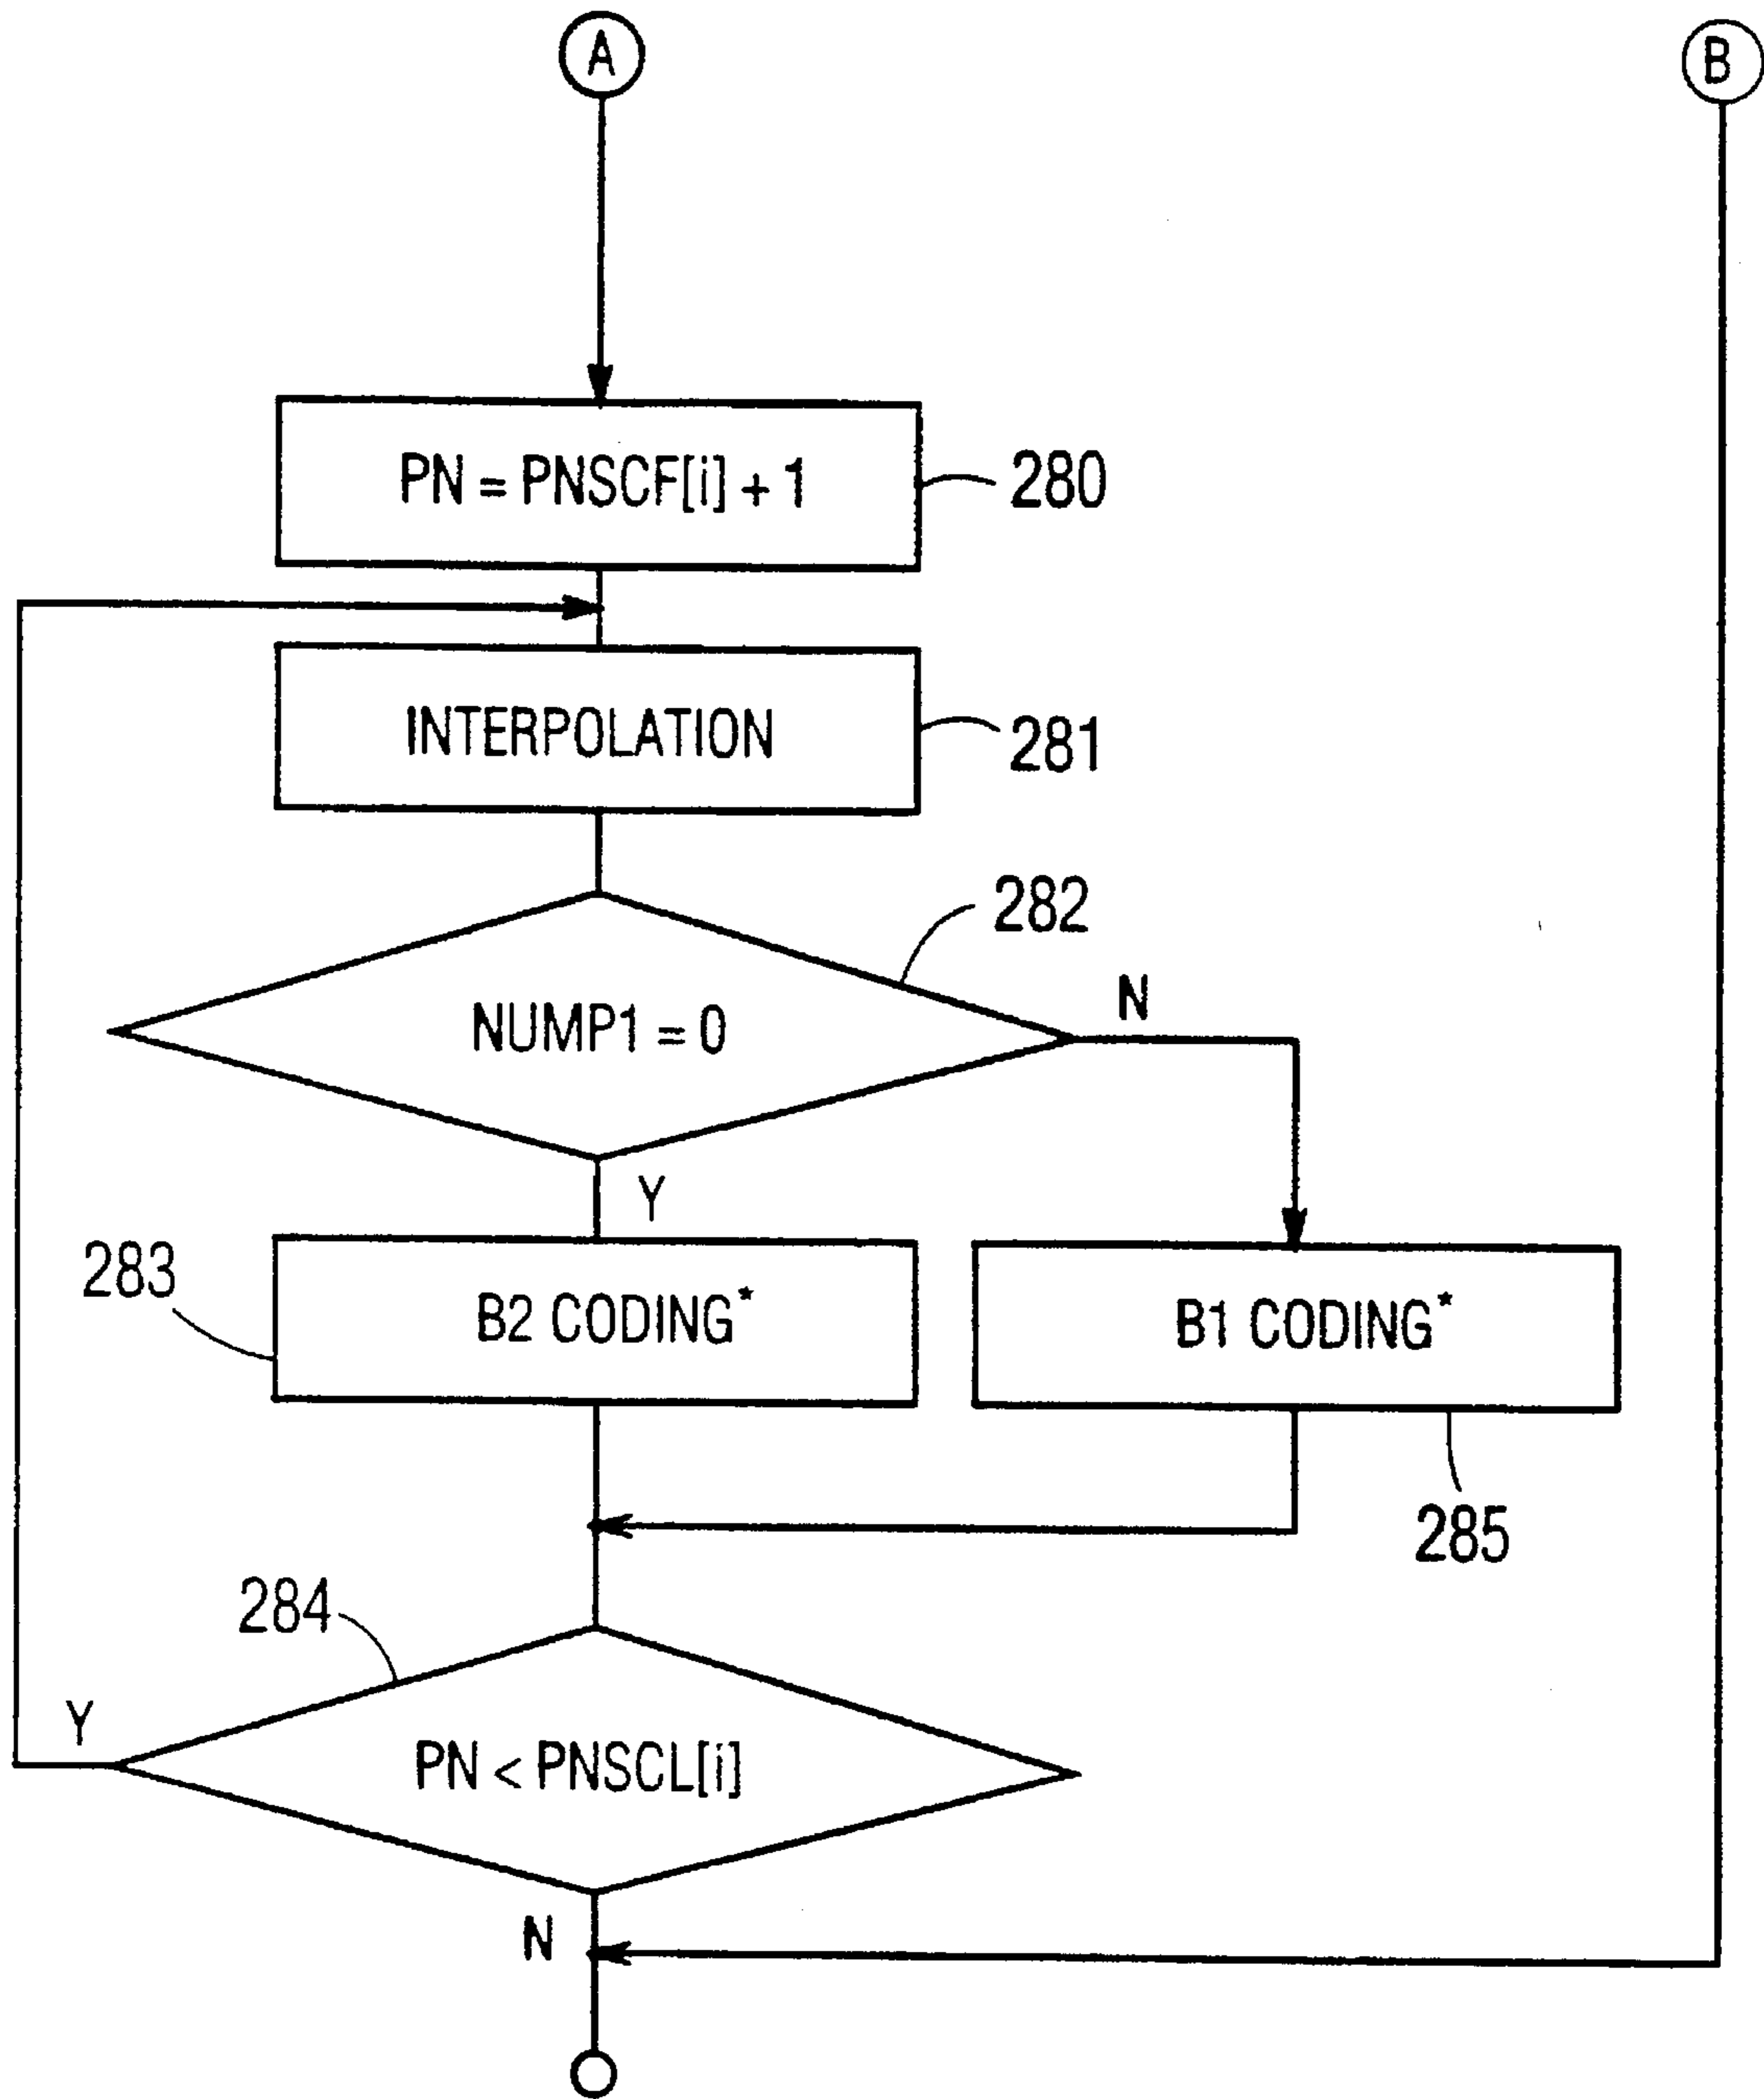 A
B
PN = PNSCF[i] + 1
280
INTERPOLATION
281
282
NUMP1 = 0
N
Y
283
B2 CODING*
B1 CODING*
285
284
Y
PN < PNSCL[i]
N